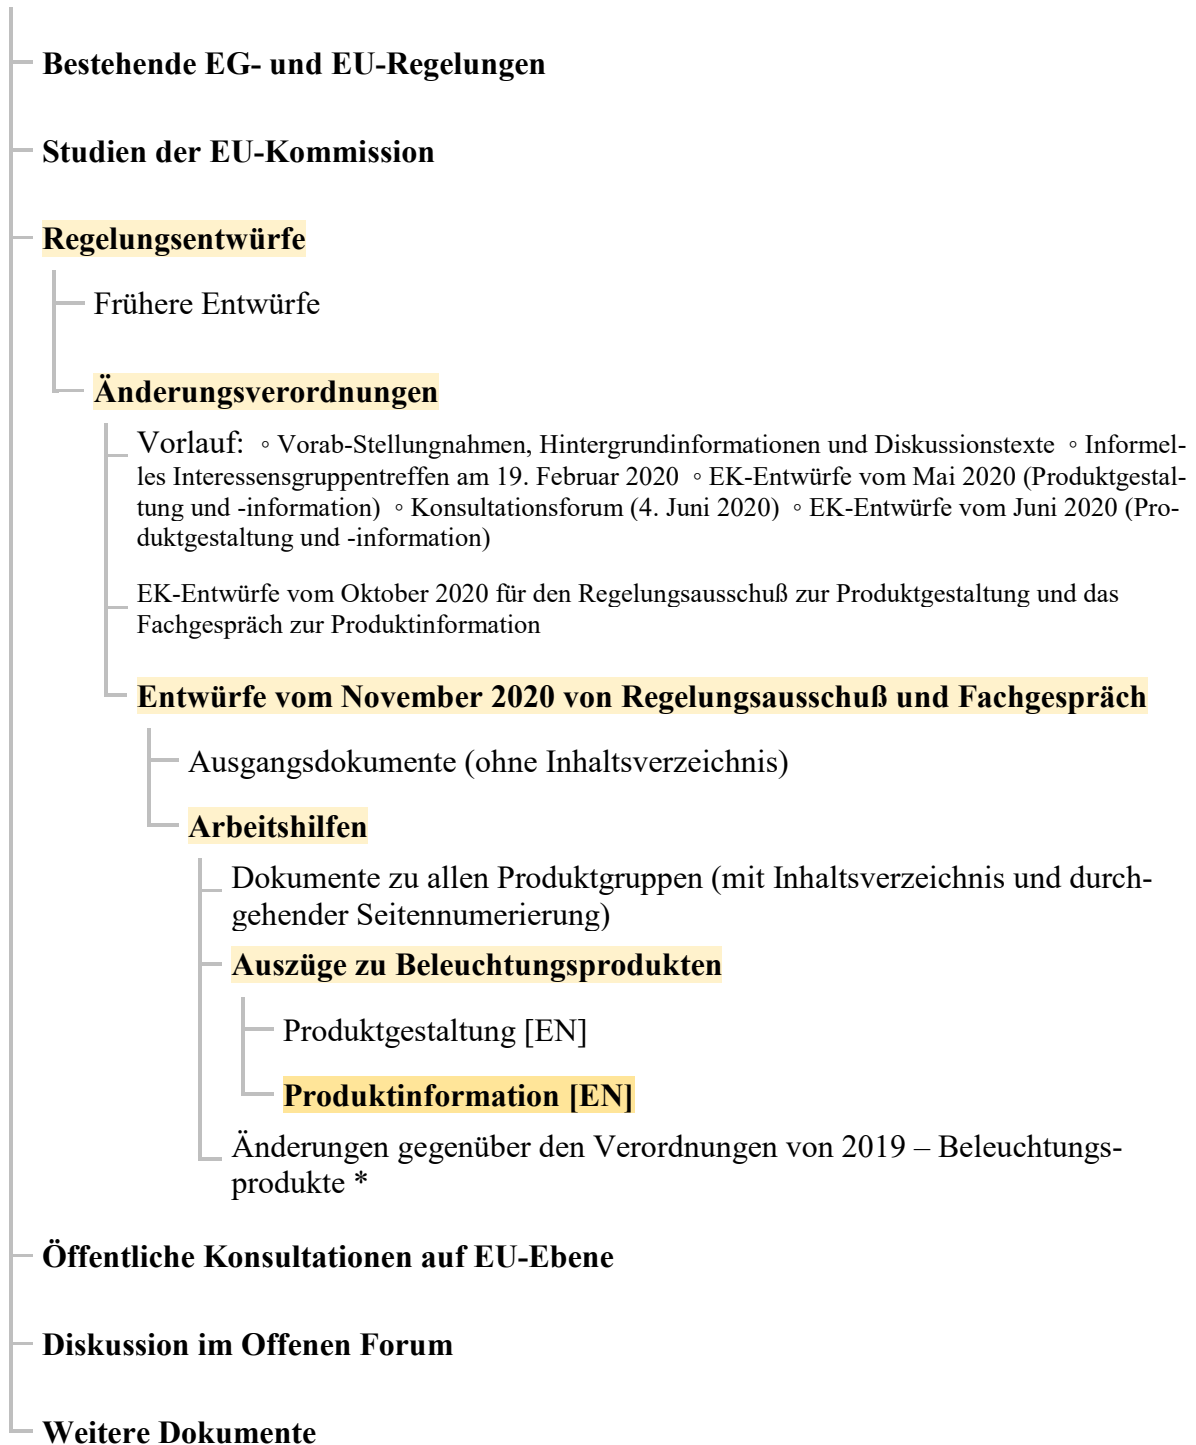 Bestehende EG- und EU-Regelungen
Studien der EU-Kommission
Regelungsentwürfe
Frühere Entwürfe
Änderungsverordnungen
Vorlauf: ◦ Vorab-Stellungnahmen, Hintergrundinformationen und Diskussionstexte ◦ Informel-
les Interessensgruppentreffen am 19. Februar 2020 ◦ EK-Entwürfe vom Mai 2020 (Produktgestal-
tung und -information) ◦ Konsultationsforum (4. Juni 2020) ◦ EK-Entwürfe vom Juni 2020 (Pro-
duktgestaltung und -information)
EK-Entwürfe vom Oktober 2020 für den Regelungsausschuß zur Produktgestaltung und das
Fachgespräch zur Produktinformation
Entwürfe vom November 2020 von Regelungsausschuß und Fachgespräch
Ausgangsdokumente (ohne Inhaltsverzeichnis)
Arbeitshilfen
Dokumente zu allen Produktgruppen (mit Inhaltsverzeichnis und durch-
gehender Seitennumerierung)
Auszüge zu Beleuchtungsprodukten
Produktgestaltung [EN]
Produktinformation [EN]
Änderungen gegenüber den Verordnungen von 2019 – Beleuchtungs-
produkte *
Öffentliche Konsultationen auf EU-Ebene
Diskussion im Offenen Forum
Weitere Dokumente